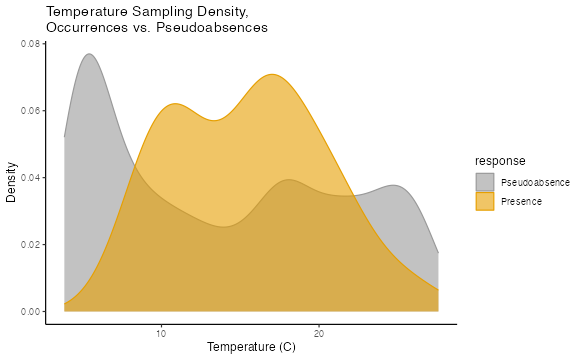 Temperature Sampling Density,
Occurrences vs. Pseudoabsences
0.08
0.06
0.04
0.02
0.00
Density
10
20
Temperature (C)
response
Pseudoabsence
Presence